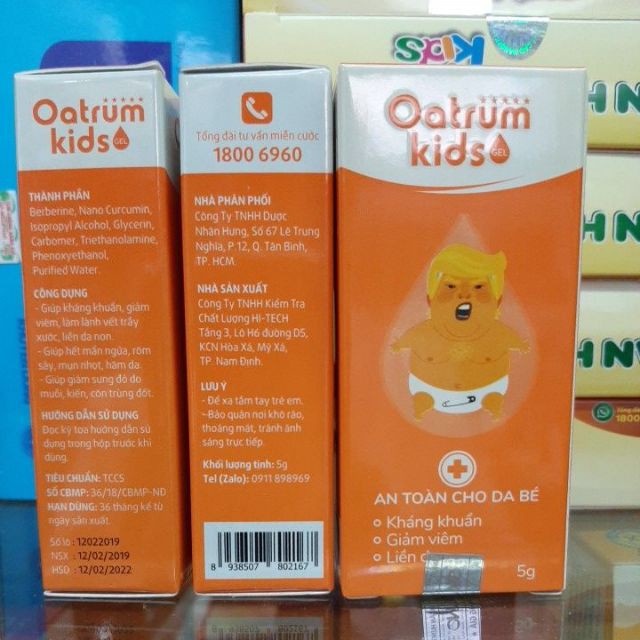 Oatrum
kids
GEL
THÀNH PHẦN
Berberine, Nano Curcumin,
Isopropyl Alcohol, Glycerin,
Carbomer, Triethanolamine,
Phenoxyethanol,
Purified Water.
CÔNG DỤNG
- Giúp kháng khuẩn, giảm
viêm, làm lành vết trầy
xước, liền da non.
- Giúp hết mẩn ngứa, rôm
sảy, mụn nhọt, hăm da.
- Giúp giảm sưng đỏ do
muỗi, kiến, côn trùng đốt.
HƯỚNG DẪN SỬ DỤNG
Đọc kỹ tờ hướng dẫn sử
dụng trong hộp trước khi
dùng.
TIÊU CHUẨN: TCCS
SỐ CBMP: 36/18/CBMP-NĐ
HẠN DÙNG: 36 tháng kể từ
ngày sản xuất.
Số lô : 12022019
NSX : 12/02/2019
HSD : 12/02/2022
Tổng đài tư vấn miễn cước
1800 6960
NHÀ PHÂN PHỐI
Công Ty TNHH Dược
Nhân Hưng, Số 67 Lê Trung
Nghĩa, P. 12, Q. Tân Bình,
TP. HCM.
NHÀ SẢN XUẤT
Công Ty TNHH Kiểm Tra
Chất Lượng HI-TECH
Tầng 3, Lô H6 đường D5,
KCN Hòa Xá, Mỹ Xá,
TP. Nam Định.
LƯU Ý
- Để xa tầm tay trẻ em.
- Bảo quản nơi khô ráo,
thoáng mát, tránh ánh
sáng trực tiếp.
Khối lượng tịnh: 5g
Tel (Zalo): 0911 898969
8 938507 802167
Oatrum
kids
GEL
AN TOÀN CHO DA BÉ
Kháng khuẩn
Giảm viêm
Liền
5g
KIDS